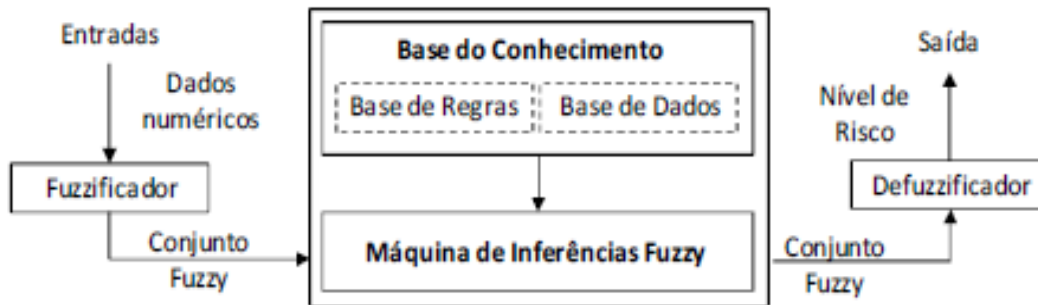 Entradas
Dados
numéricos
Fuzzificador
Conjunto
Fuzzy
Base do Conhecimento
Base de Regras
Base de Dados
Máquina de Inferências Fuzzy
Conjunto
Fuzzy
Defuzzificador
Nível de
Risco
Saída